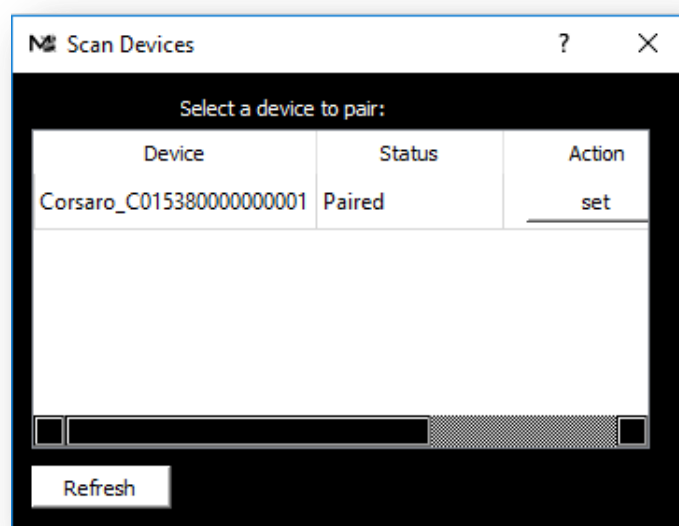 Scan Devices
Select a device to pair:
Device Status Action
Corsaro_C015380000000001 Paired set
Refresh